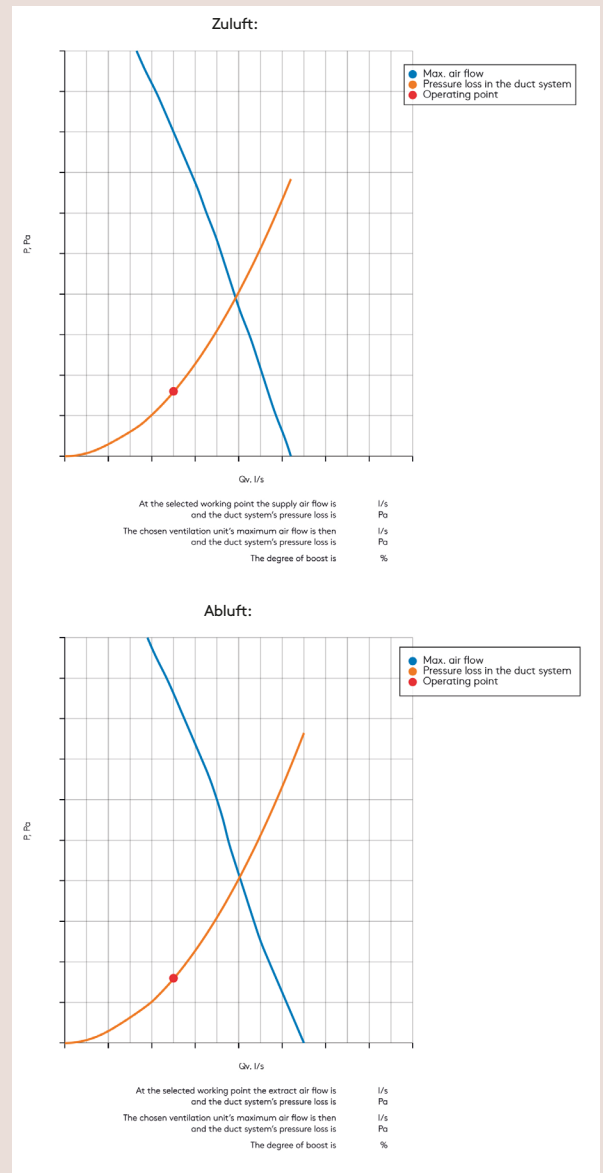 Zuluft:
Max. air flow
Pressure loss in the duct system
Operating point
P, Pa
Qv, l/s
At the selected working point the supply air flow is l/s
and the duct system's pressure loss is Pa
The chosen ventilation unit's maximum air flow is then l/s
and the duct system's pressure loss is Pa
The degree of boost is %
Abluft:
Max. air flow
Pressure loss in the duct system
Operating point
P, Pa
Qv, l/s
At the selected working point the extract air flow is l/s
and the duct system's pressure loss is Pa
The chosen ventilation unit's maximum air flow is then l/s
and the duct system's pressure loss is Pa
The degree of boost is %